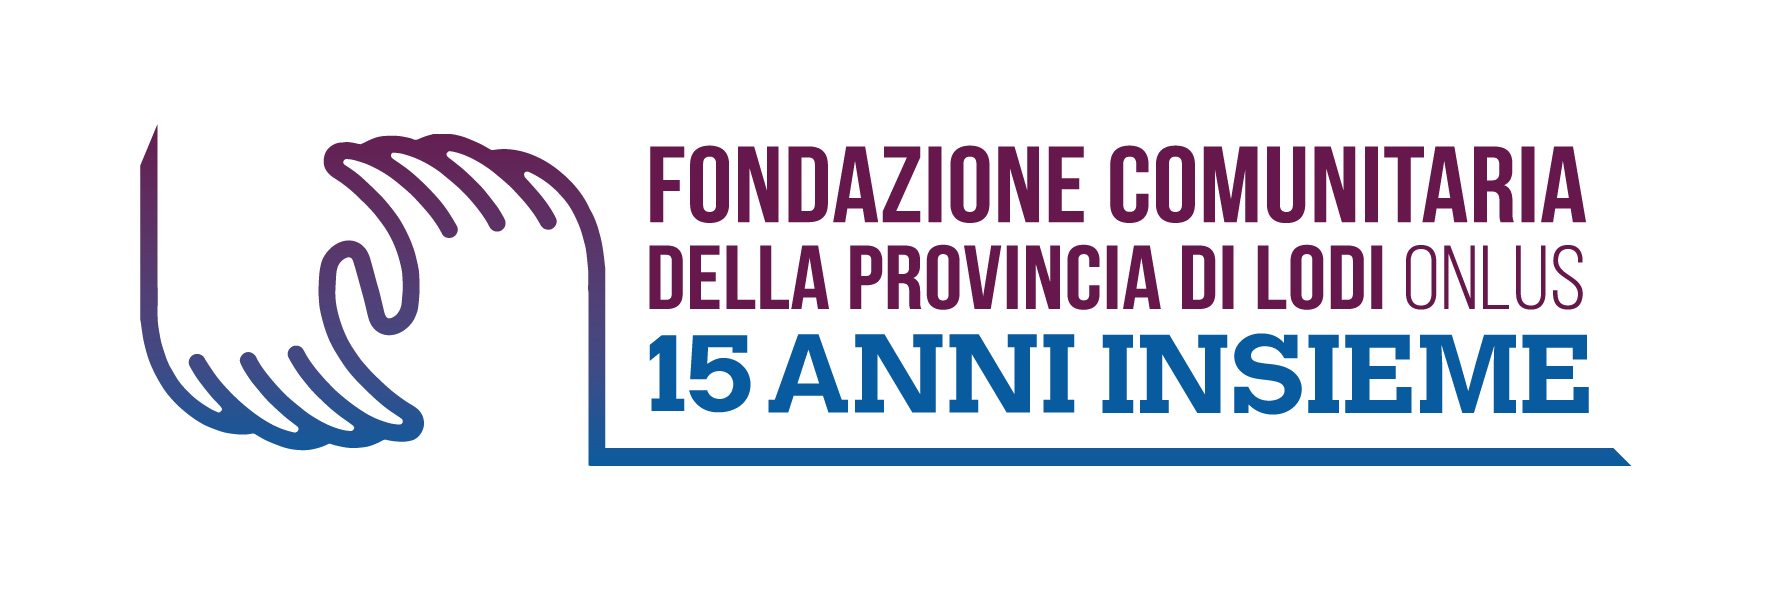 FONDAZIONE COMUNITARIA
DELLA PROVINCIA DI LODI ONLUS
15 ANNI INSIEME